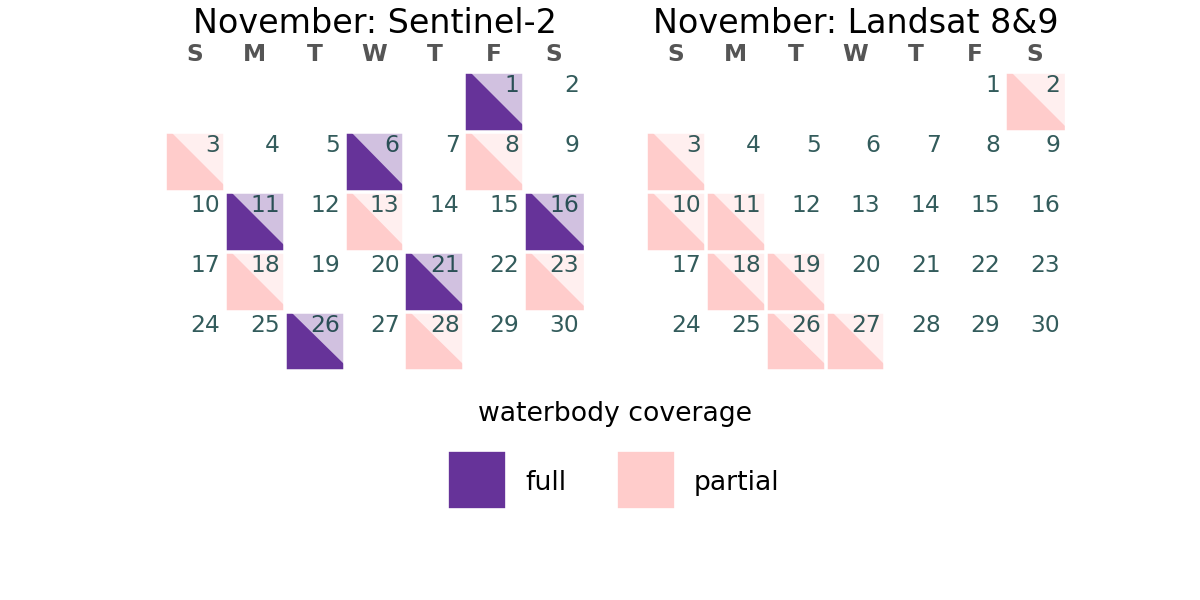 November: Sentinel-2
S M T W T F S
1 2
3 4 5 6 7 8 9
10 11 12 13 14 15 16
17 18 19 20 21 22 23
24 25 26 27 28 29 30
November: Landsat 8&9
S M T W T F S
1 2
3 4 5 6 7 8 9
10 11 12 13 14 15 16
17 18 19 20 21 22 23
24 25 26 27 28 29 30
waterbody coverage
full
partial